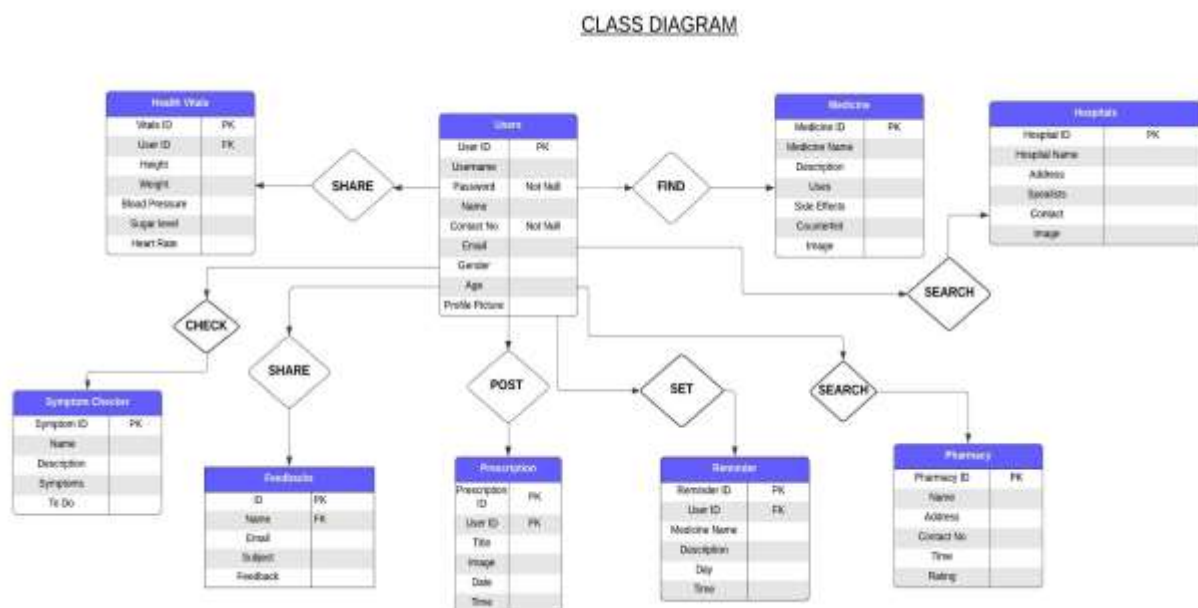 CLASS DIAGRAM
Health Vitals
Vitals ID PK
User ID FK
Height
Weight
Blood Pressure
Sugar level
Heart Rate
SHARE
Users
User ID PK
Username
Password Not Null
Name
Contact No Not Null
Email
Gender
Age
Profile Picture
FIND
Medicine
Medicine ID PK
Medicine Name
Description
Uses
Side Effects
Counterfeit
Image
Hospitals
Hospital ID PK
Hospital Name
Address
Contact
Image
SEARCH
CHECK
SHARE
POST
SET
SEARCH
Symptom Checker
Symptom ID PK
Name
Description
Symptoms
To Do
Feedbacks
ID PK
Name FK
Email
Subject
Feedback
Prescription
Prescription
ID PK
User ID FK
Title
Image
Date
Time
Reminder
Reminder ID PK
User ID FK
Medicine Name
Description
Day
Time
Pharmacy
Pharmacy ID PK
Name
Address
Contact No
Time
Rating